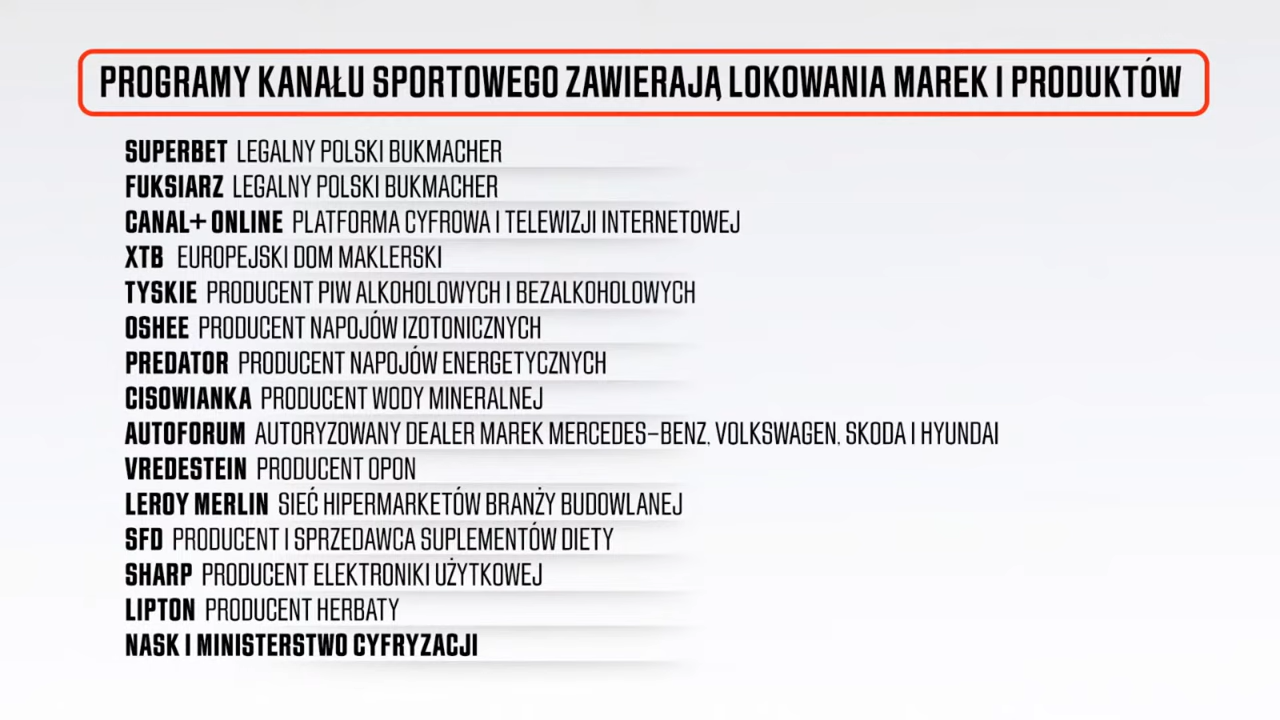 PROGRAMY KANAŁU SPORTOWEGO ZAWIERAJĄ LOKOWANIA MAREK I PRODUKTÓW
SUPERBET LEGALNY POLSKI BUKMACHER
FUKSIARZ LEGALNY POLSKI BUKMACHER
CANAL+ ONLINE PLATFORMA CYFROWA I TELEWIZJI INTERNETOWEJ
XTB EUROPEJSKI DOM MAKLERSKI
TYSKIE PRODUCENT PIW ALKOHOLOWYCH I BEZALKOHOLOWYCH
OSHEE PRODUCENT NAPOJÓW IZOTONICZNYCH
PREDATOR PRODUCENT NAPOJÓW ENERGETYCZNYCH
CISOWIANKA PRODUCENT WODY MINERALNEJ
AUTOFORUM AUTORYZOWANY DEALER MAREK MERCEDES-BENZ, VOLKSWAGEN, SKODA I HYUNDAI
VREDESTEIN PRODUCENT OPON
LEROY MERLIN SIEĆ HIPERMARKETÓW BRANŻY BUDOWLANEJ
SFD PRODUCENT I SPRZEDAWCA SUPLEMENTÓW DIETY
SHARP PRODUCENT ELEKTRONIKI UŻYTKOWEJ
LIPTON PRODUCENT HERBATY
NASK I MINISTERSTWO CYFRYZACJI